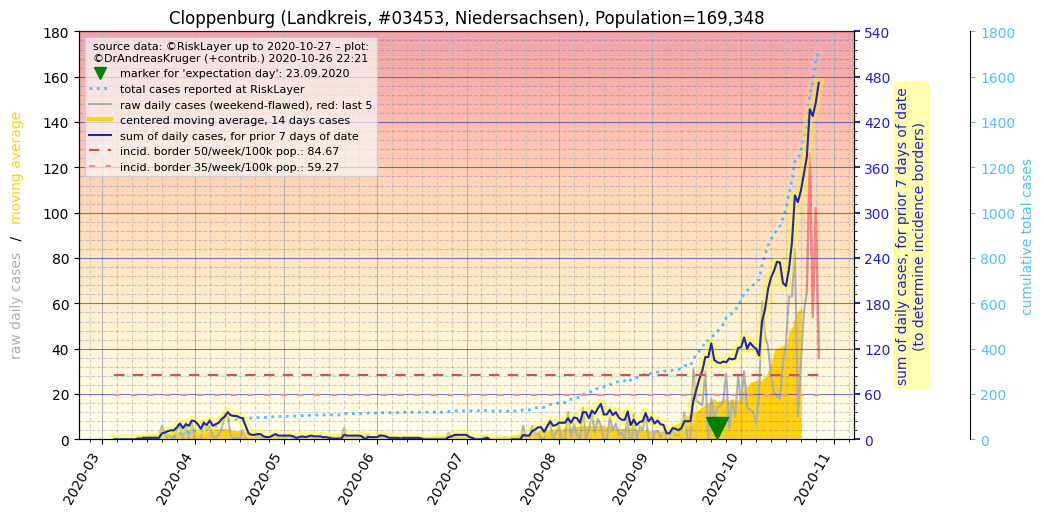 Cloppenburg (Landkreis, #03453, Niedersachsen), Population=169,348
source data: ©RiskLayer up to 2020-10-27 – plot:
©DrAndreasKruger (+contrib.) 2020-10-26 22:21
marker for 'expectation day': 23.09.2020
total cases reported at RiskLayer
raw daily cases (weekend-flawed), red: last 5
centered moving average, 14 days cases
sum of daily cases, for prior 7 days of date
incid. border 50/week/100k pop.: 84.67
incid. border 35/week/100k pop.: 59.27
raw daily cases / moving average
180
160
140
120
100
80
60
40
20
0
2020-03
2020-04
2020-05
2020-06
2020-07
2020-08
2020-09
2020-10
2020-11
540
480
420
360
300
240
180
120
60
0
sum of daily cases, for prior 7 days of date
(to determine incidence borders)
1800
1600
1400
1200
1000
800
600
400
200
0
cumulative total cases